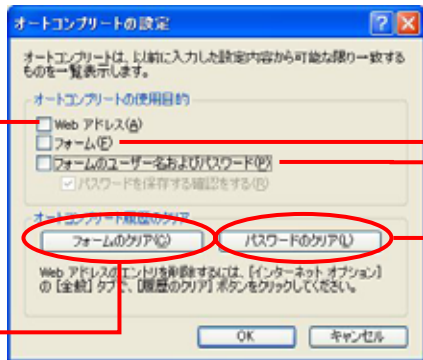 オートコンプリートの設定
オートコンプリートは、以前に入力した設定内容から可能な限り一致する
ものを一覧表示します。
オートコンプリートの使用目的
Web アドレス(A)
フォーム(F)
フォームのユーザー名およびパスワード(P)
パスワードを保存する確認をする(R)
オートコンプリート履歴のクリア
フォームのクリア(C)
パスワードのクリア(L)
Web アドレスのエントリを削除するには、[インターネット オプション]
の [全般] タブで、[履歴のクリア] ボタンをクリックしてください。
OK
キャンセル